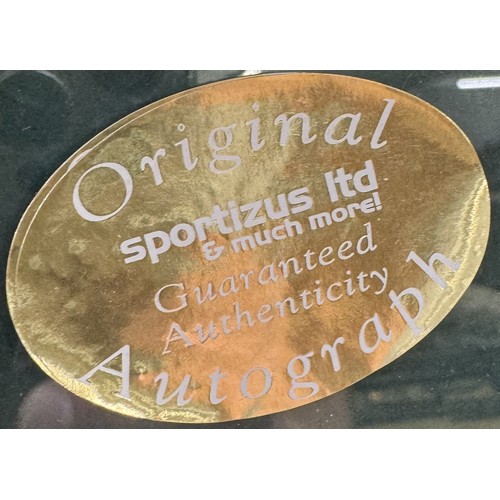 Original
sportizus ltd
& much more!
Guaranteed
Authenticity
Autograph